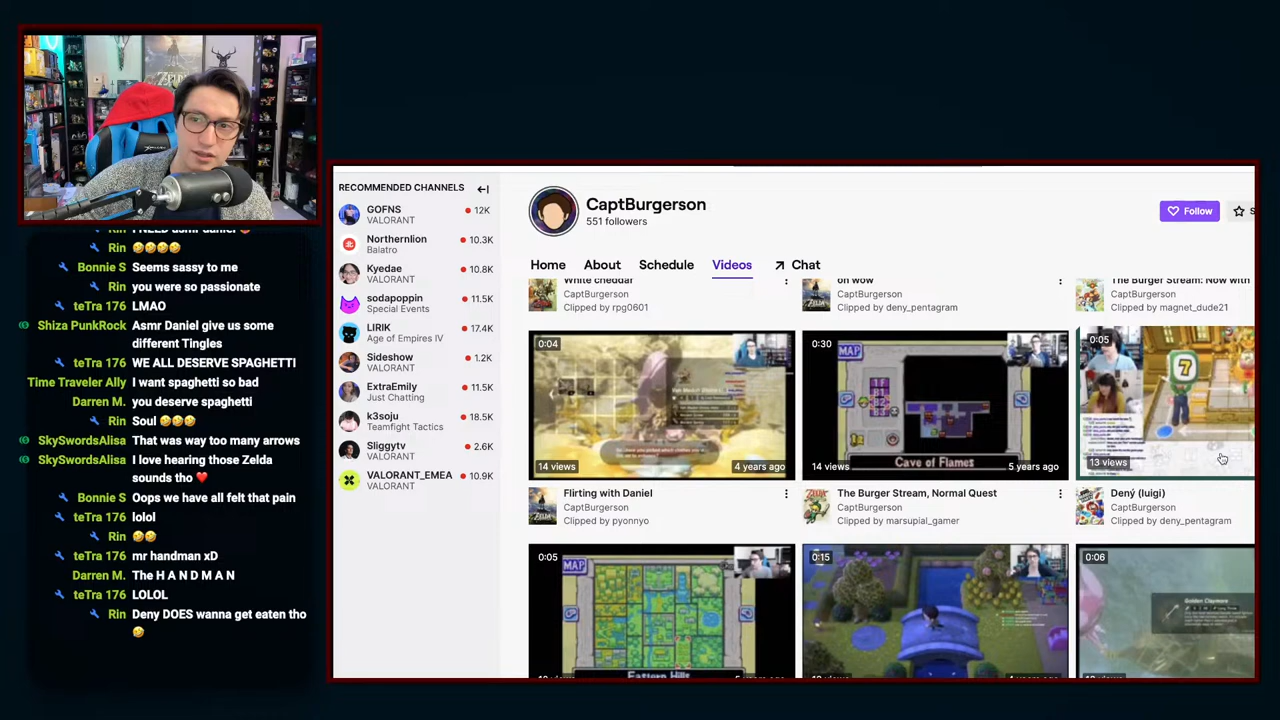 ZELDA
Rin I NEED asmr daniel
Rin 🤣🤣🤣🤣
Bonnie S Seems sassy to me
Rin you were so passionate
teTra 176 LMAO
Shiza PunkRock Asmr Daniel give us some
different Tingles
teTra 176 WE ALL DESERVE SPAGHETTI
Time Traveler Ally I want spaghetti so bad
Darren M. you deserve spaghetti
Rin Soul 🤣🤣🤣
SkySwordsAlisa That was way too many arrows
SkySwordsAlisa I love hearing those Zelda
sounds tho ❤️
Bonnie S Oops we have all felt that pain
teTra 176 lolol
Rin 🤣🤣
teTra 176 mr handman xD
Darren M. The H A N D M A N
teTra 176 LOLOL
Rin Deny DOES wanna get eaten tho
🤣
RECOMMENDED CHANNELS
GOFNS 12K
VALORANT
Northernlion 10.3K
Balatro
Kyedae 10.8K
VALORANT
sodapoppin 11.5K
Special Events
LIRIK 17.4K
Age of Empires IV
Sideshow 1.2K
VALORANT
ExtraEmily 11.5K
Just Chatting
k3soju 18.5K
Teamfight Tactics
Sliggytv 2.6K
VALORANT
VALORANT_EMEA 10.9K
VALORANT
CaptBurgerson
551 followers
Follow
S
Home About Schedule Videos Chat
White cheddar
CaptBurgerson
Clipped by rpg0601
oh wow
CaptBurgerson
Clipped by deny_pentagram
The Burger Stream: Now with
CaptBurgerson
Clipped by magnet_dude21
0:04
14 views
4 years ago
Flirting with Daniel
CaptBurgerson
Clipped by pyonnyo
0:30
MAP
Cave of Flames
14 views
5 years ago
The Burger Stream, Normal Quest
CaptBurgerson
Clipped by marsupial_gamer
0:05
7
13 views
Dený (luigi)
CaptBurgerson
Clipped by deny_pentagram
0:05
MAP
Eastern Hills
0:15
0:06
Golden Claymore